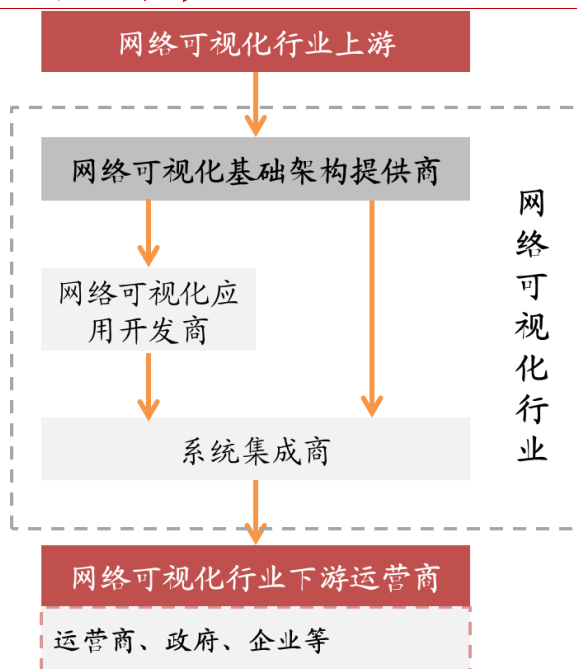 网络可视化行业上游
网络可视化基础架构提供商
网络可视化应
用开发商
系统集成商
网络可视化行业
网络可视化行业下游运营商
运营商、政府、企业等